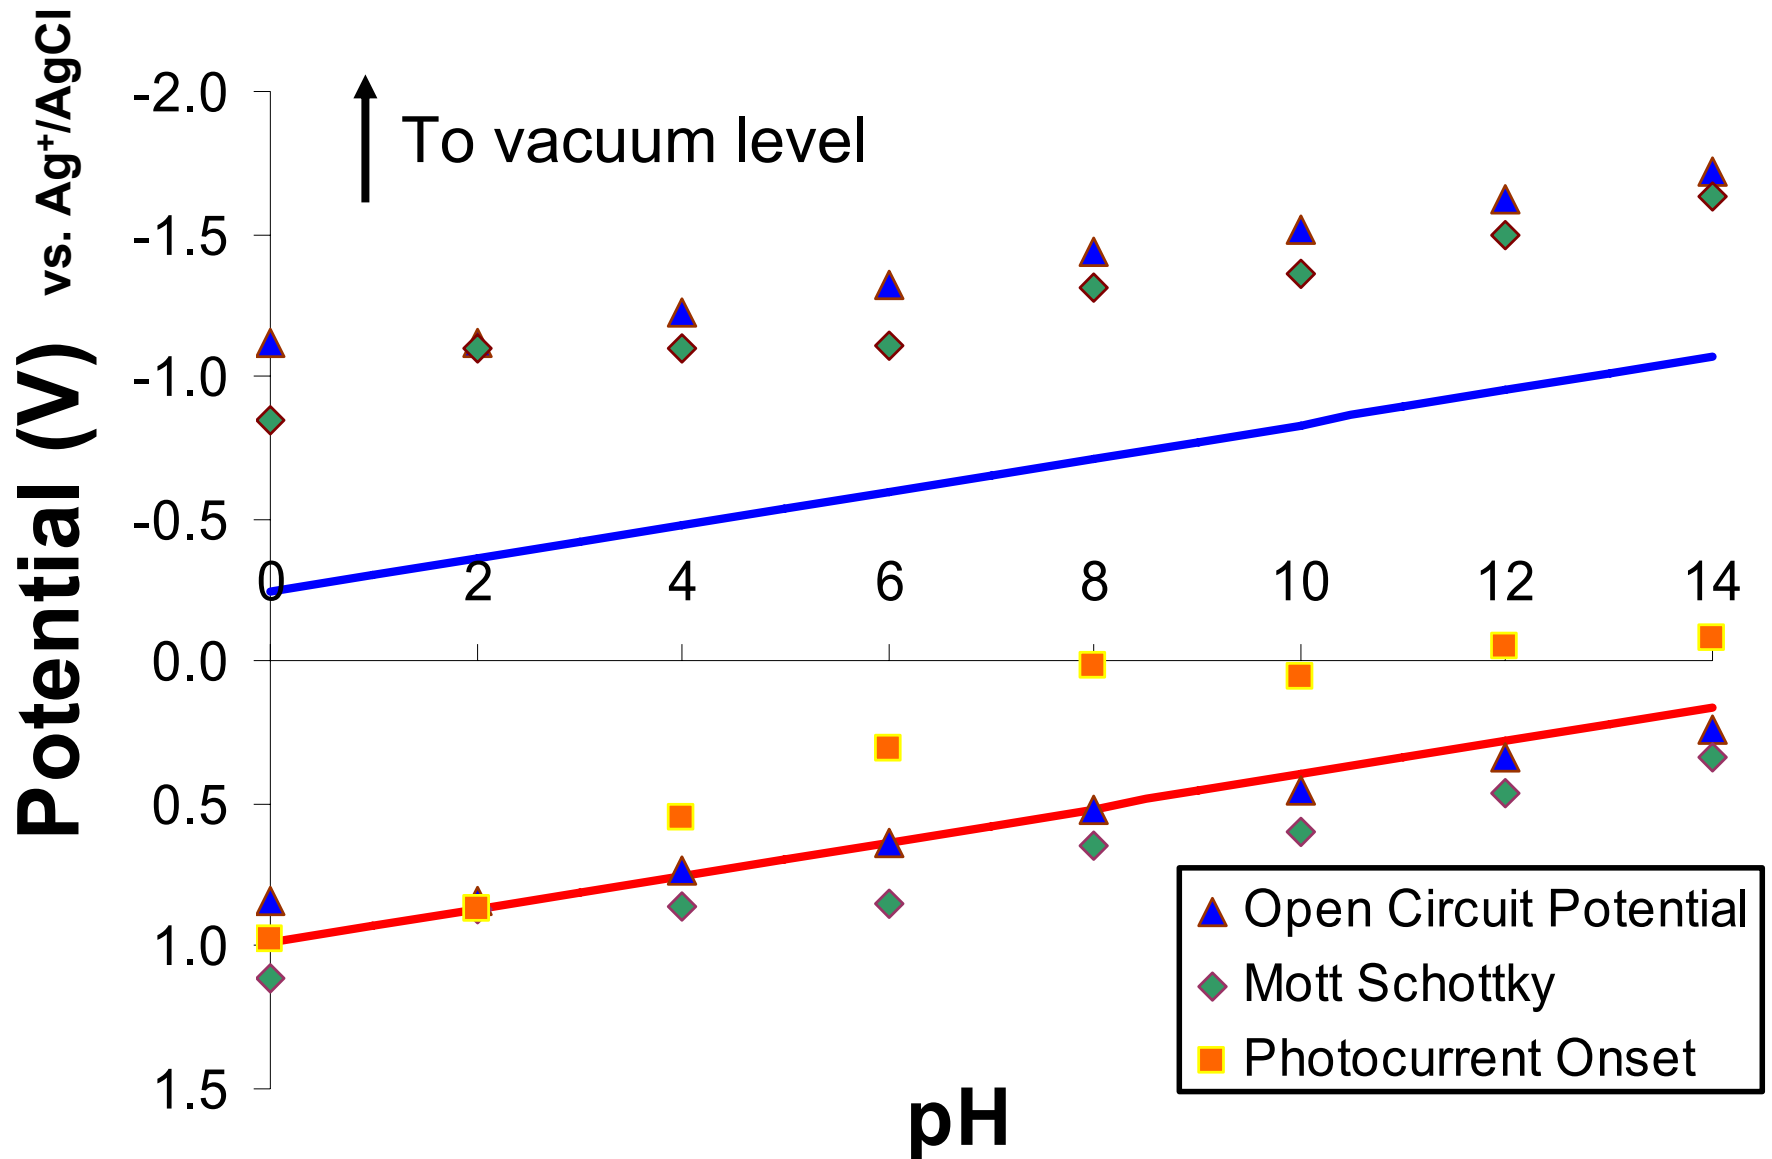 Potential (V) vs. Ag⁺/AgCl
-2.0
To vacuum level
-1.5
-1.0
-0.5
0 2 4 6 8 10 12 14
0.0
0.5
1.0
1.5
Open Circuit Potential
Mott Schottky
Photocurrent Onset
pH